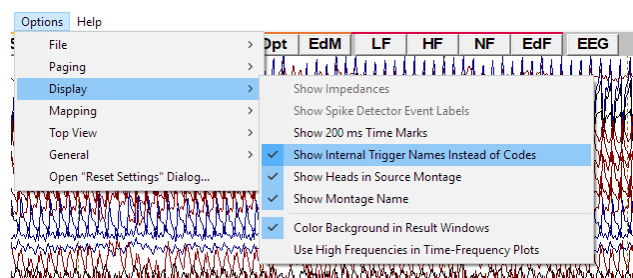 Options Help
Opt EdM LF HF NF EdF EEG
File
Paging
Display
Mapping
Top View
General
Open "Reset Settings" Dialog...
Show Impedances
Show Spike Detector Event Labels
Show 200 ms Time Marks
Show Internal Trigger Names Instead of Codes
Show Heads in Source Montage
Show Montage Name
Color Background in Result Windows
Use High Frequencies in Time-Frequency Plots